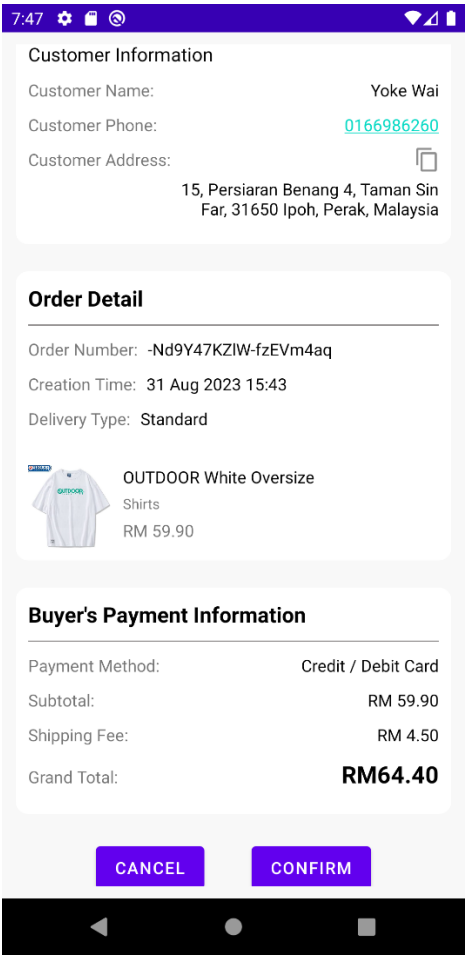 7:47
Customer Information
Customer Name: Yoke Wai
Customer Phone: 0166986260
Customer Address:
15, Persiaran Benang 4, Taman Sin
Far, 31650 Ipoh, Perak, Malaysia
Order Detail
Order Number: -Nd9Y47KZlW-fzEVm4aq
Creation Time: 31 Aug 2023 15:43
Delivery Type: Standard
OUTDOOR
OUTDOOR
OUTDOOR White Oversize
Shirts
RM 59.90
Buyer's Payment Information
Payment Method: Credit / Debit Card
Subtotal: RM 59.90
Shipping Fee: RM 4.50
Grand Total: RM64.40
CANCEL CONFIRM